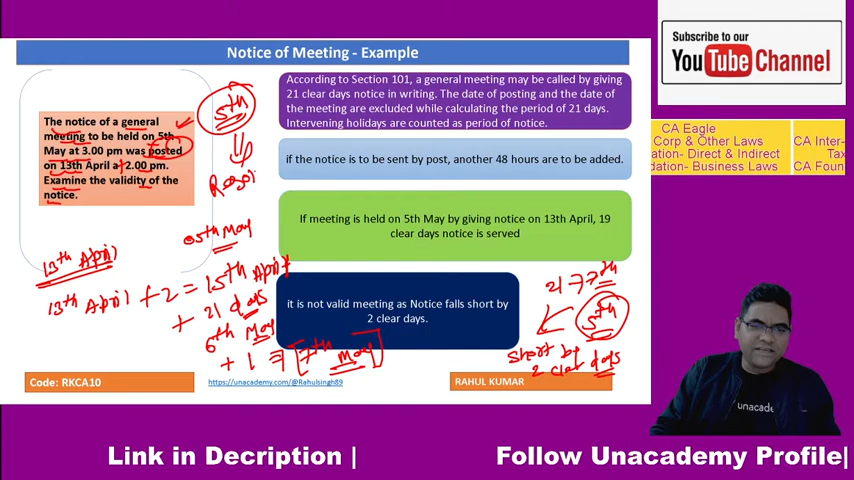 Notice of Meeting - Example
The notice of a general
meeting to be held on 5th
May at 3.00 pm was posted
on 13th April at 2.00 pm.
Examine the validity of the
notice.
According to Section 101, a general meeting may be called by giving
21 clear days notice in writing. The date of posting and the date of
the meeting are excluded while calculating the period of 21 days.
Intervening holidays are counted as period of notice.
if the notice is to be sent by post, another 48 hours are to be added.
If meeting is held on 5th May by giving notice on 13th April, 19
clear days notice is served
it is not valid meeting as Notice falls short by
2 clear days.
5th
05th May
13th April
13th April + 2 = 15th April
+ 21 days
6th May
+ 1 = 7th May
21 → 7th
5th
short by
2 clear days
Code: RKCA10
https://unacademy.com/@Rahulsingh89
RAHUL KUMAR
Subscribe to our
YouTube Channel
CA Eagle
Corp & Other Laws
ation- Direct & Indirect
dation- Business Laws
CA Inter-
Tax
CA Foun
unacade
Link in Decription |
Follow Unacademy Profile|